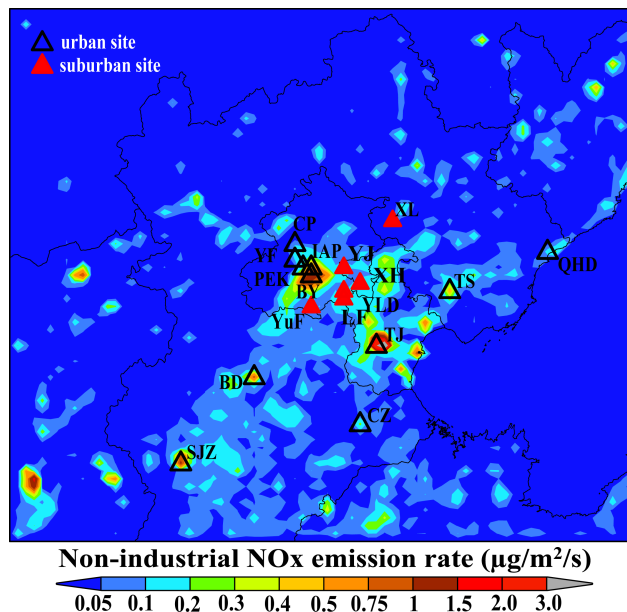 urban site
suburban site
XL
CP
YF
IAP
YJ
QHD
PEK
XH
TS
BY
YLD
YuF
LF
TJ
BD
CZ
SJZ
Non-industrial NOx emission rate (μg/m²/s)
0.05 0.1 0.2 0.3 0.4 0.5 0.75 1 1.5 2.0 3.0